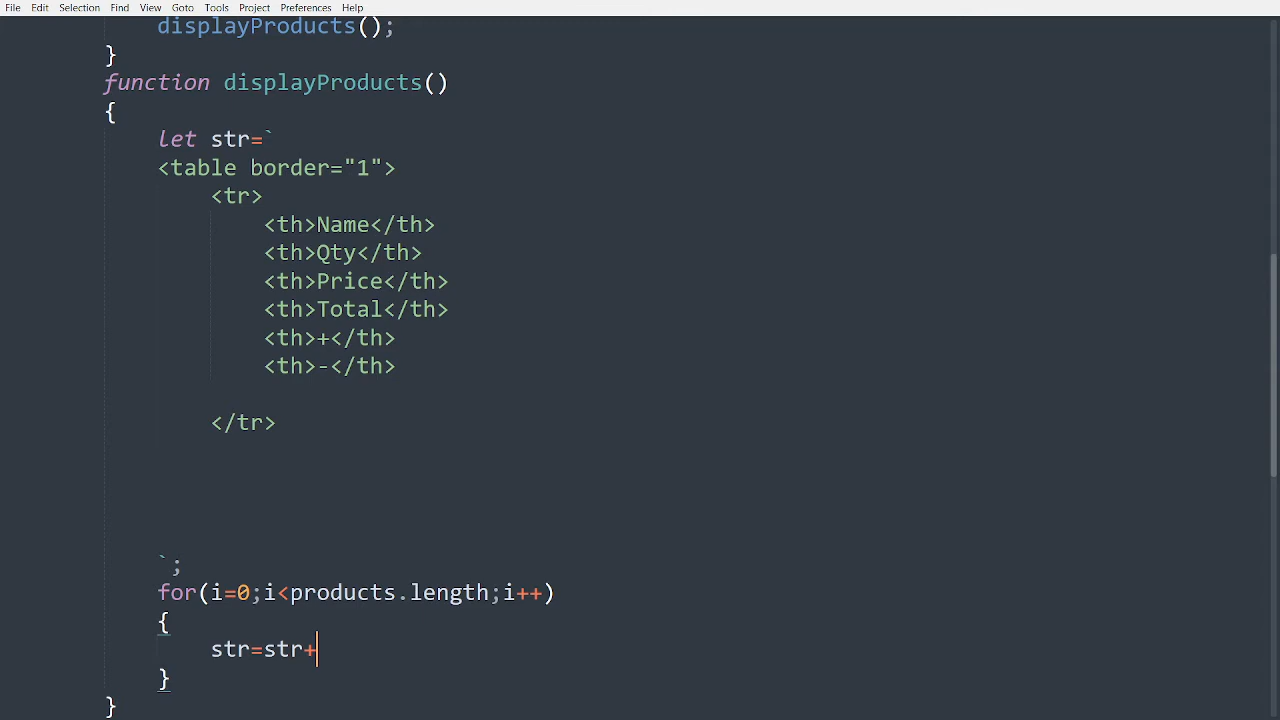 File Edit Selection Find View Goto Tools Project Preferences Help
displayProducts();
}
function displayProducts()
{
let str=`
<table border="1">
<tr>
<th>Name</th>
<th>Qty</th>
<th>Price</th>
<th>Total</th>
<th>+</th>
<th>-</th>
</tr>
`;
for(i=0;i<products.length;i++)
{
str=str+
}
}